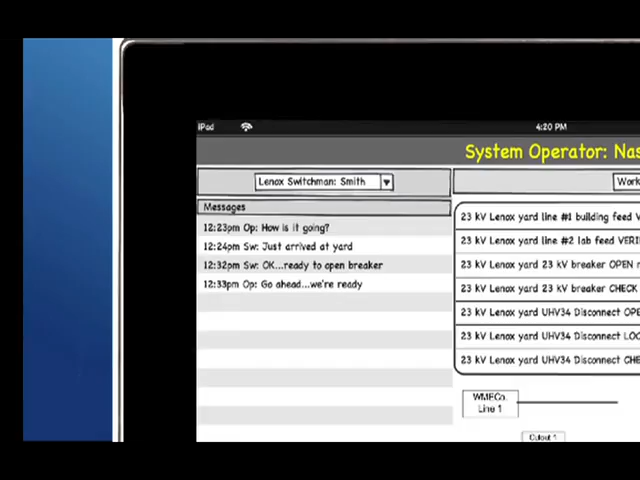 iPad 4:20 PM
System Operator: Nas
Lenox Switchman: Smith
Work
Messages
12:23pm Op: How is it going?
12:24pm Sw: Just arrived at yard
12:32pm Sw: OK...ready to open breaker
12:33pm Op: Go ahead...we're ready
23 kV Lenox yard line #1 building feed V
23 kV Lenox yard line #2 lab feed VERI
23 kV Lenox yard 23 kV breaker OPEN
23 kV Lenox yard 23 kV breaker CHECK
23 kV Lenox yard UHV34 Disconnect OPE
23 kV Lenox yard UHV34 Disconnect LOC
23 kV Lenox yard UHV34 Disconnect CHE
WMECo.
Line 1
Cutout 1